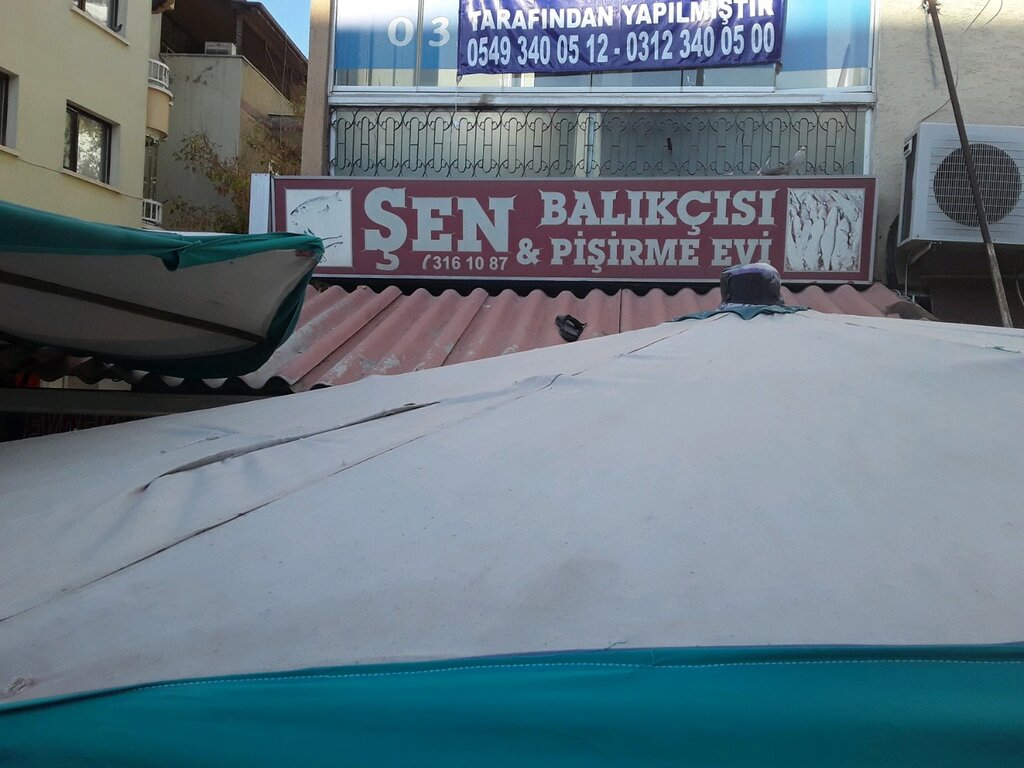 03
TARAFINDAN YAPILMIŞTIR
0549 340 05 12 - 0312 340 05 00
ŞEN BALIKÇISI
& PİŞİRME EVİ
316 10 87